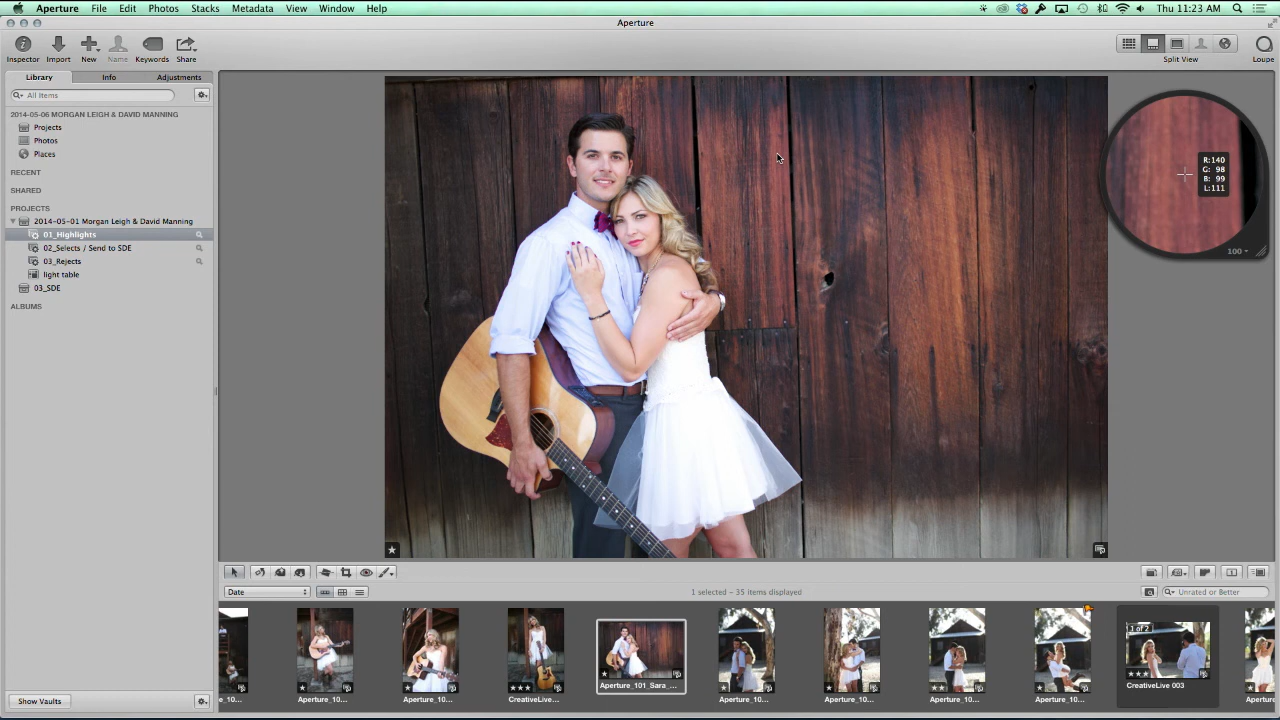 Aperture File Edit Photos Stacks Metadata View Window Help Thu 11:23 AM
Aperture
Inspector Import New Name Keywords Share Split View Loupe
Library Info Adjustments
All Items
2014-05-06 MORGAN LEIGH & DAVID MANNING
Projects
Photos
Places
RECENT
SHARED
PROJECTS
2014-05-01 Morgan Leigh & David Manning
01_Highlights
02_Selects / Send to SDE
03_Rejects
light table
03_SDE
ALBUMS
R:140
G: 98
B: 99
L:111
100
Date 1 selected - 35 items displayed Unrated or Better
1 of 2
Aperture_101_Sara_... CreativeLive 003
...10... Aperture_10... Aperture_10... CreativeLive... Aperture_10... Aperture_10... Aperture_10... Aperture_10...
Show Vaults